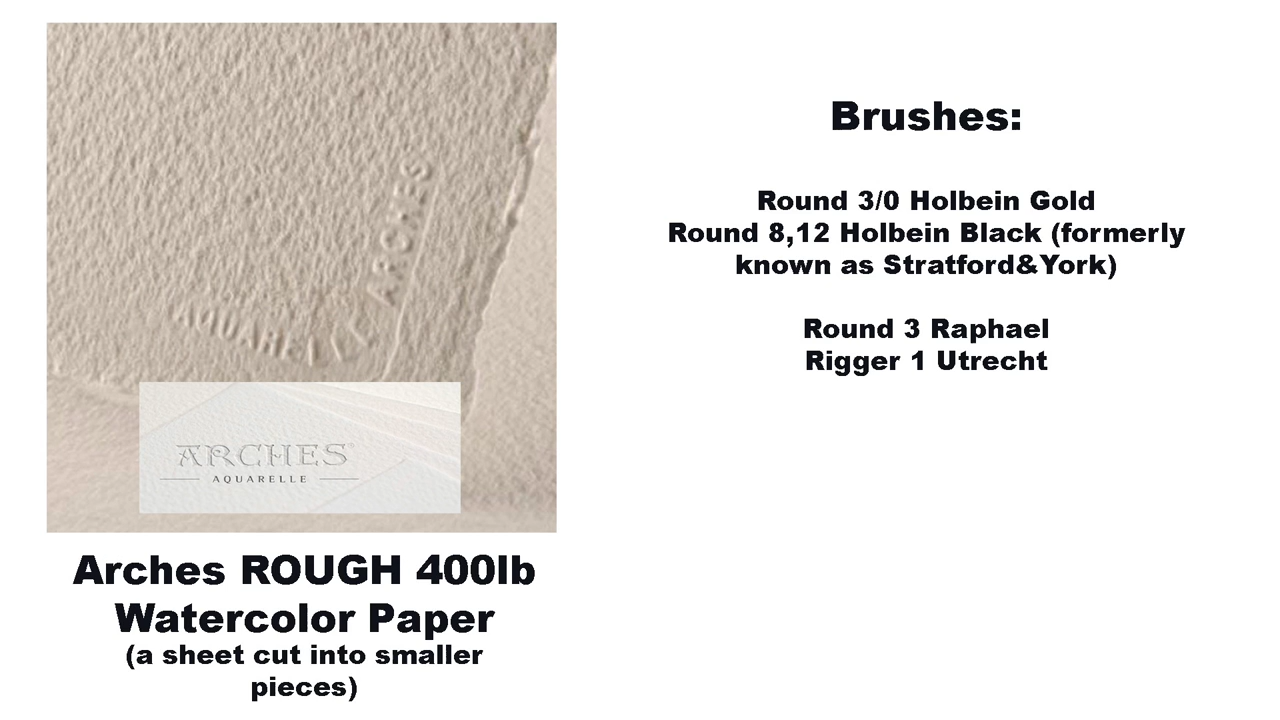 ARCHES
AQUARELLE
ARCHES®
AQUARELLE
Arches ROUGH 400lb
Watercolor Paper
(a sheet cut into smaller
pieces)
Brushes:
Round 3/0 Holbein Gold
Round 8,12 Holbein Black (formerly
known as Stratford&York)
Round 3 Raphael
Rigger 1 Utrecht